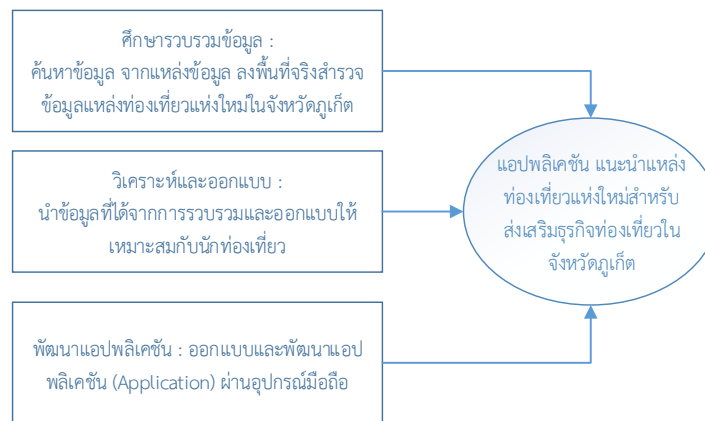 ศึกษารวบรวมข้อมูล :
ค้นหาข้อมูล จากแหล่งข้อมูล ลงพื้นที่จริงสำรวจ
ข้อมูลแหล่งท่องเที่ยวแห่งใหม่ในจังหวัดภูเก็ต
วิเคราะห์และออกแบบ :
นำข้อมูลที่ได้จากการรวบรวมและออกแบบให้
เหมาะสมกับนักท่องเที่ยว
พัฒนาแอปพลิเคชัน : ออกแบบและพัฒนาแอป
พลิเคชัน (Application) ผ่านอุปกรณ์มือถือ
แอปพลิเคชัน แนะนำแหล่ง
ท่องเที่ยวแห่งใหม่สำหรับ
ส่งเสริมธุรกิจท่องเที่ยวใน
จังหวัดภูเก็ต